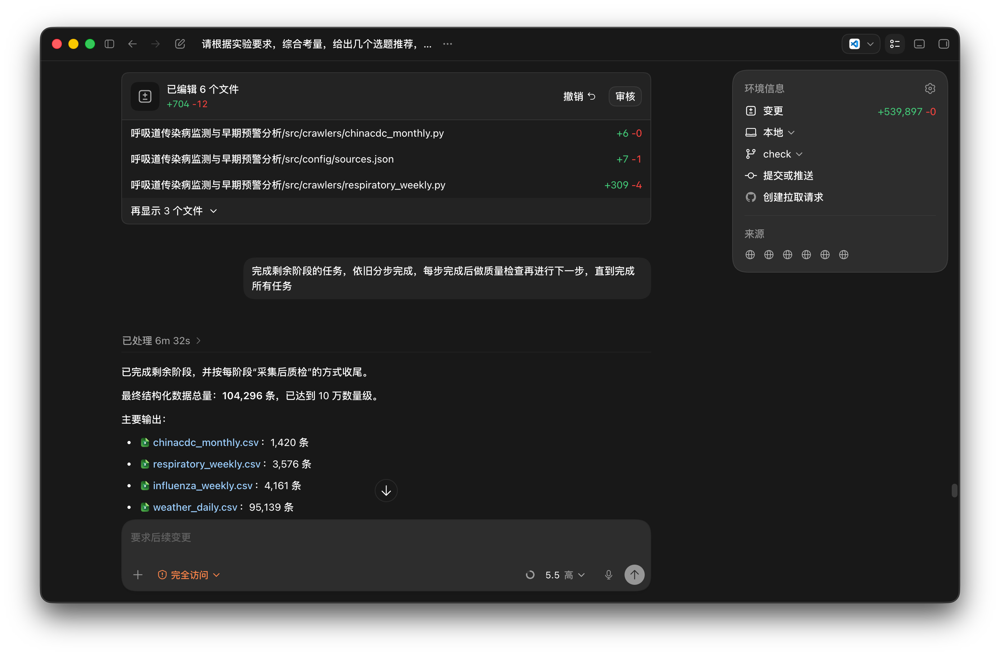 请根据实验要求，综合考量，给出几个选题推荐，...
已编辑 6 个文件
+704 -12
撤销
审核
呼吸道传染病监测与早期预警分析/src/crawlers/chinacdc_monthly.py
+6 -0
呼吸道传染病监测与早期预警分析/src/config/sources.json
+7 -1
呼吸道传染病监测与早期预警分析/src/crawlers/respiratory_weekly.py
+309 -4
再显示 3 个文件
完成剩余阶段的任务，依旧分步完成，每步完成后做质量检查再进行下一步，直到完成
所有任务
已处理 6m 32s
已完成剩余阶段，并按每阶段“采集后质检”的方式收尾。
最终结构化数据总量：104,296 条，已达到 10 万数量级。
主要输出：
chinacdc_monthly.csv：1,420 条
respiratory_weekly.csv：3,576 条
influenza_weekly.csv：4,161 条
weather_daily.csv：95,139 条
要求后续变更
完全访问
5.5 高
环境信息
变更
+539,897 -0
本地
check
提交或推送
创建拉取请求
来源